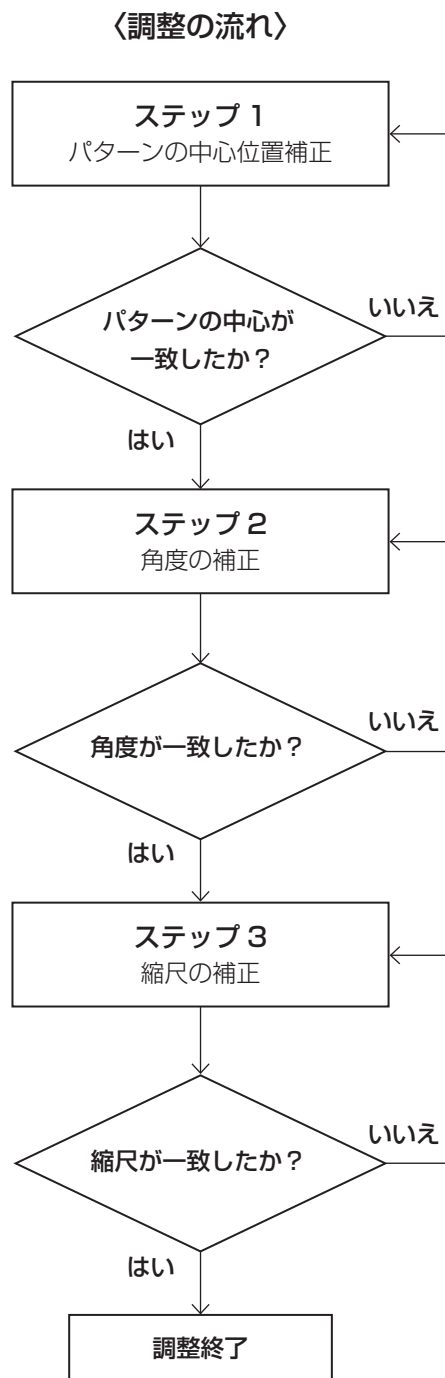 〈調整の流れ〉
ステップ 1
パターンの中心位置補正
パターンの中心が
一致したか？
いいえ
はい
ステップ 2
角度の補正
角度が一致したか？
いいえ
はい
ステップ 3
縮尺の補正
縮尺が一致したか？
いいえ
はい
調整終了